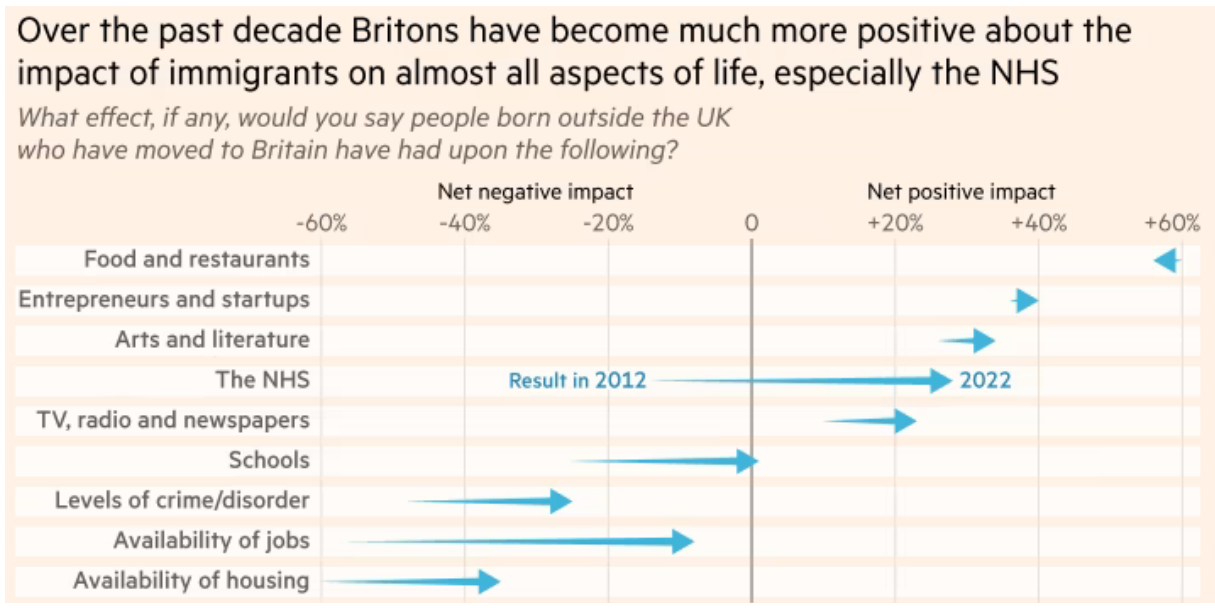 Over the past decade Britons have become much more positive about the
impact of immigrants on almost all aspects of life, especially the NHS
What effect, if any, would you say people born outside the UK
who have moved to Britain have had upon the following?
Net negative impact Net positive impact
-60% -40% -20% 0 +20% +40% +60%
Food and restaurants
Entrepreneurs and startups
Arts and literature
The NHS Result in 2012 2022
TV, radio and newspapers
Schools
Levels of crime/disorder
Availability of jobs
Availability of housing